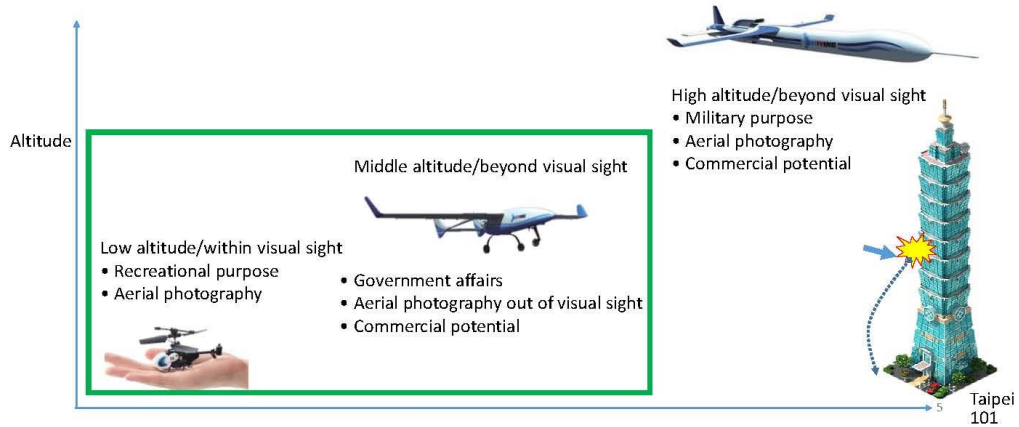 High altitude/beyond visual sight
• Military purpose
• Aerial photography
• Commercial potential
Altitude
Middle altitude/beyond visual sight
Low altitude/within visual sight
• Recreational purpose
• Aerial photography
• Government affairs
• Aerial photography out of visual sight
• Commercial potential
5
Taipei
101